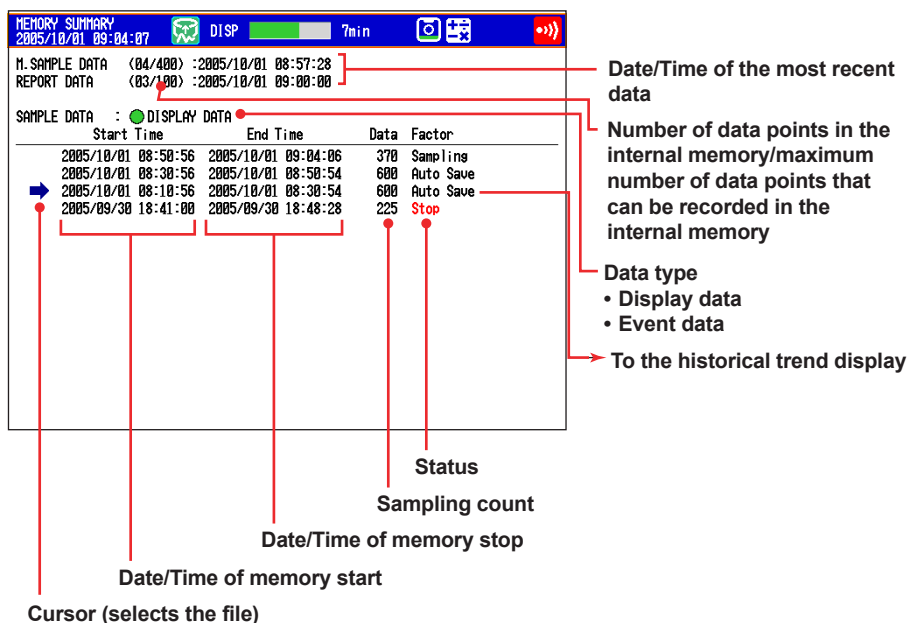 MEMORY SUMMARY
2005/10/01 09:04:07
DISP
7min
M.SAMPLE DATA (04/400) :2005/10/01 08:57:28
REPORT DATA (03/100) :2005/10/01 09:00:00
SAMPLE DATA : DISPLAY DATA
Start Time End Time Data Factor
2005/10/01 08:50:56 2005/10/01 09:04:06 370 Sampling
2005/10/01 08:30:56 2005/10/01 08:50:54 600 Auto Save
2005/10/01 08:10:56 2005/10/01 08:30:54 600 Auto Save
2005/09/30 18:41:00 2005/09/30 18:48:28 225 Stop
Date/Time of the most recent
data
Number of data points in the
internal memory/maximum
number of data points that
can be recorded in the
internal memory
Data type
• Display data
• Event data
To the historical trend display
Status
Sampling count
Date/Time of memory stop
Date/Time of memory start
Cursor (selects the file)